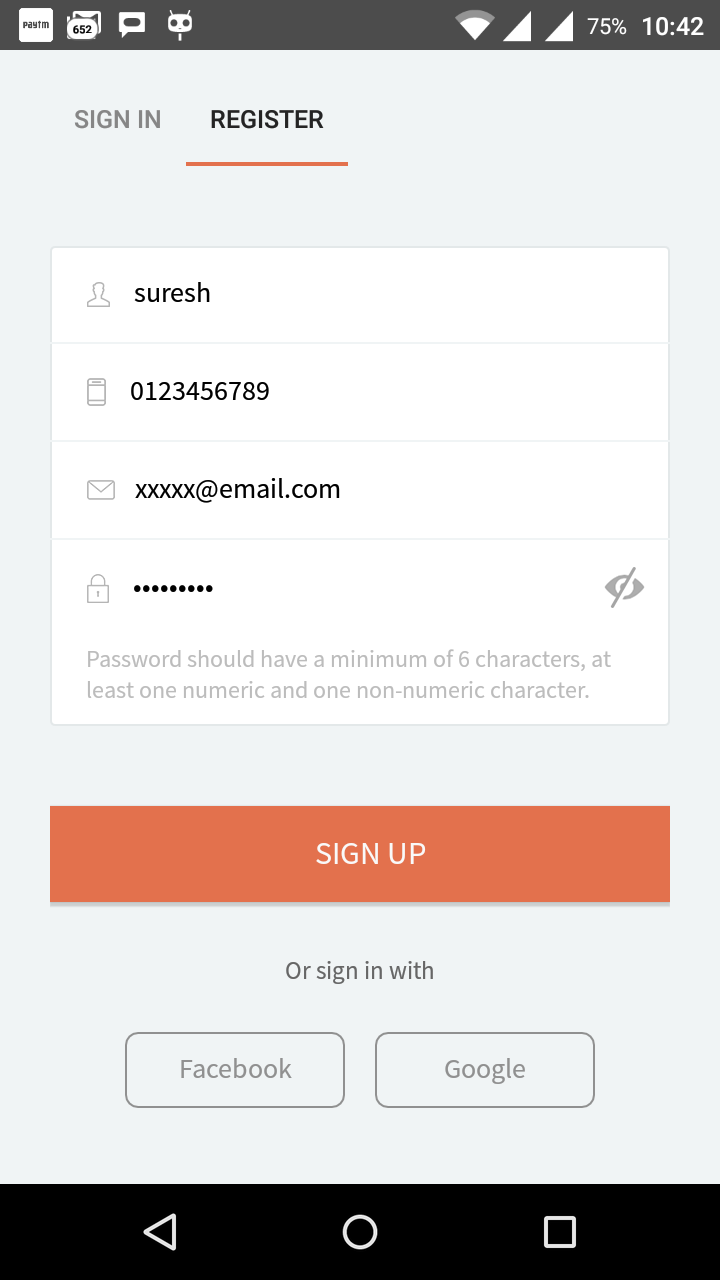 paytm 652 75% 10:42
SIGN IN REGISTER
suresh
0123456789
xxxxx@email.com
•••••••••
Password should have a minimum of 6 characters, at
least one numeric and one non-numeric character.
SIGN UP
Or sign in with
Facebook Google